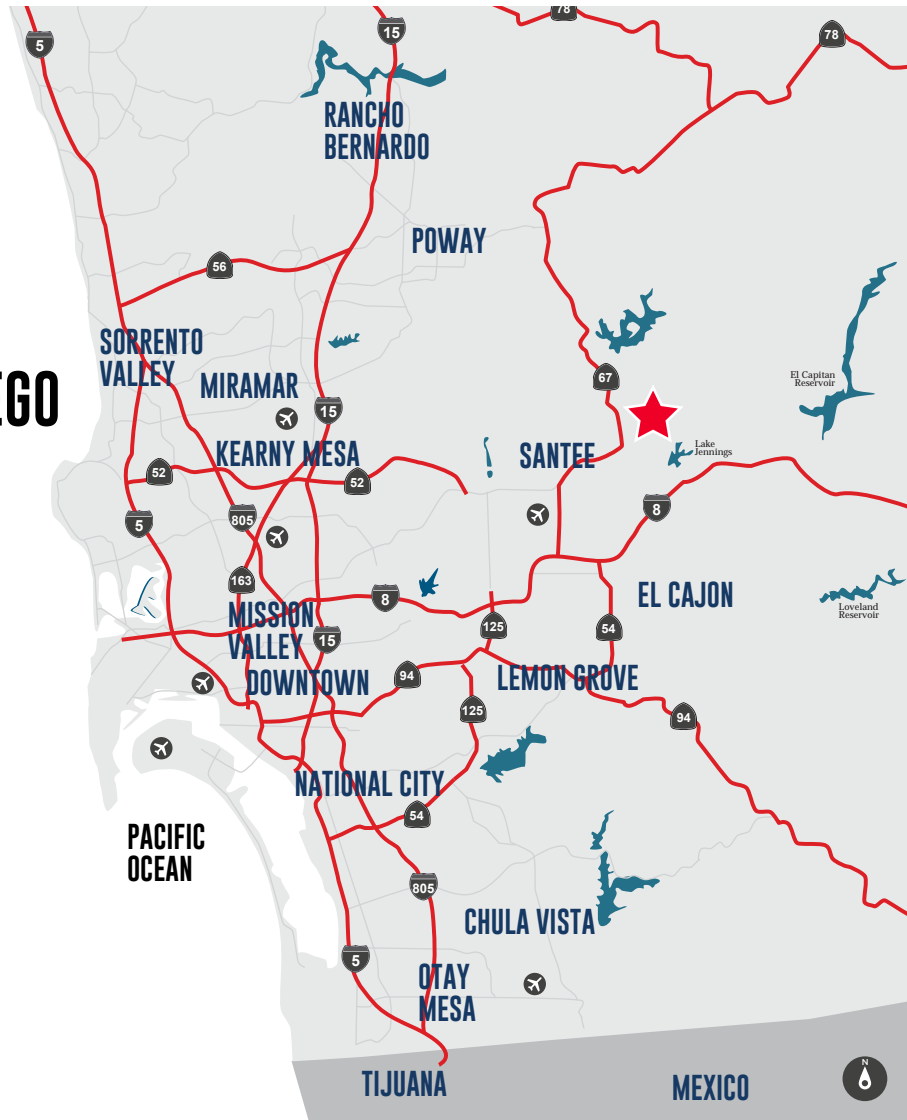 5
15
78
78
RANCHO
BERNARDO
POWAY
56
SORRENTO
VALLEY
EGO
MIRAMAR
67
El Capitan
Reservoir
15
KEARNY MESA
SANTEE
Lake
Jennings
52
52
5
805
8
163
8
EL CAJON
Loveland
Reservoir
MISSION
VALLEY
15
125
54
DOWNTOWN
94
LEMON GROVE
125
94
NATIONAL CITY
54
PACIFIC
OCEAN
805
CHULA VISTA
5
OTAY
MESA
TIJUANA
MEXICO
N